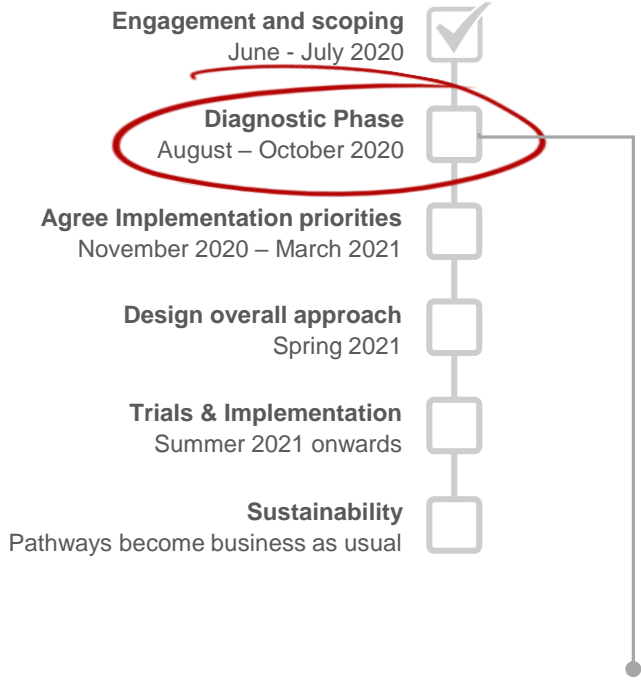 Engagement and scoping
June - July 2020
Diagnostic Phase
August – October 2020
Agree Implementation priorities
November 2020 – March 2021
Design overall approach
Spring 2021
Trials & Implementation
Summer 2021 onwards
Sustainability
Pathways become business as usual